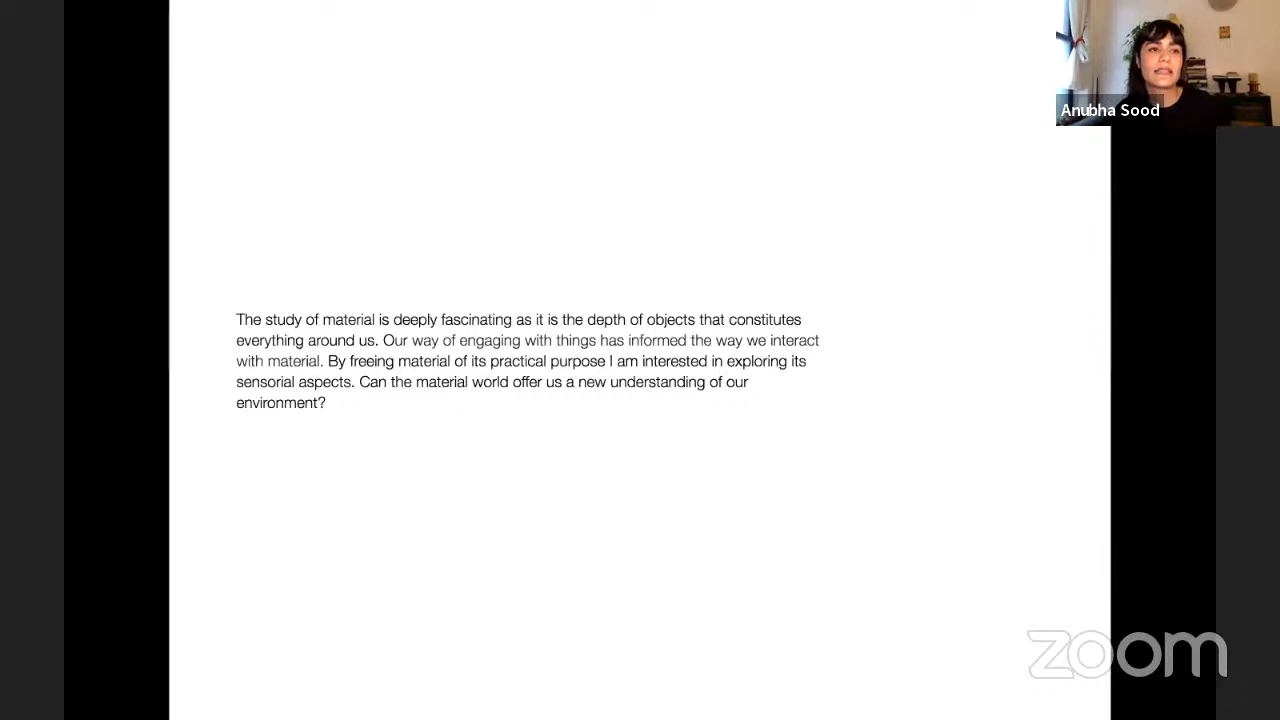 Anubha Sood
The study of material is deeply fascinating as it is the depth of objects that constitutes
everything around us. Our way of engaging with things has informed the way we interact
with material. By freeing material of its practical purpose I am interested in exploring its
sensorial aspects. Can the material world offer us a new understanding of our
environment?
zoom